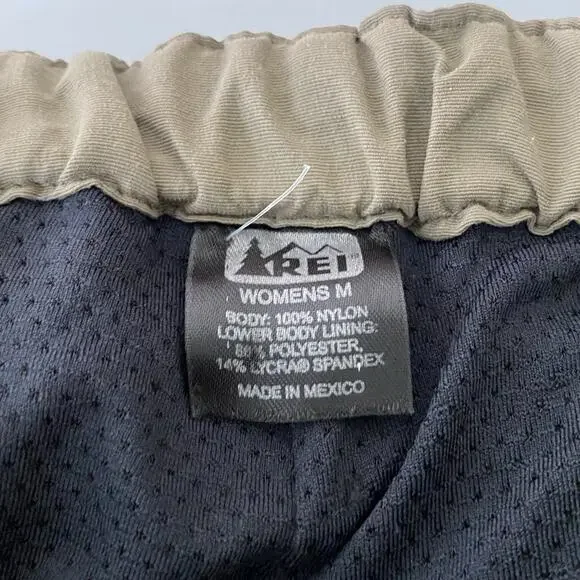 REI
WOMENS M
BODY: 100% NYLON
LOWER BODY LINING:
86% POLYESTER,
14% LYCRA® SPANDEX
MADE IN MEXICO